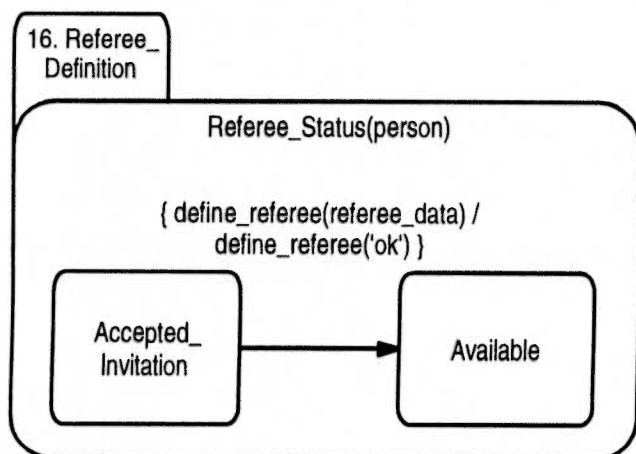 16. Referee_
Definition
Referee_Status(person)
{ define_referee(referee_data) /
define_referee('ok') }
Accepted_
Invitation
Available